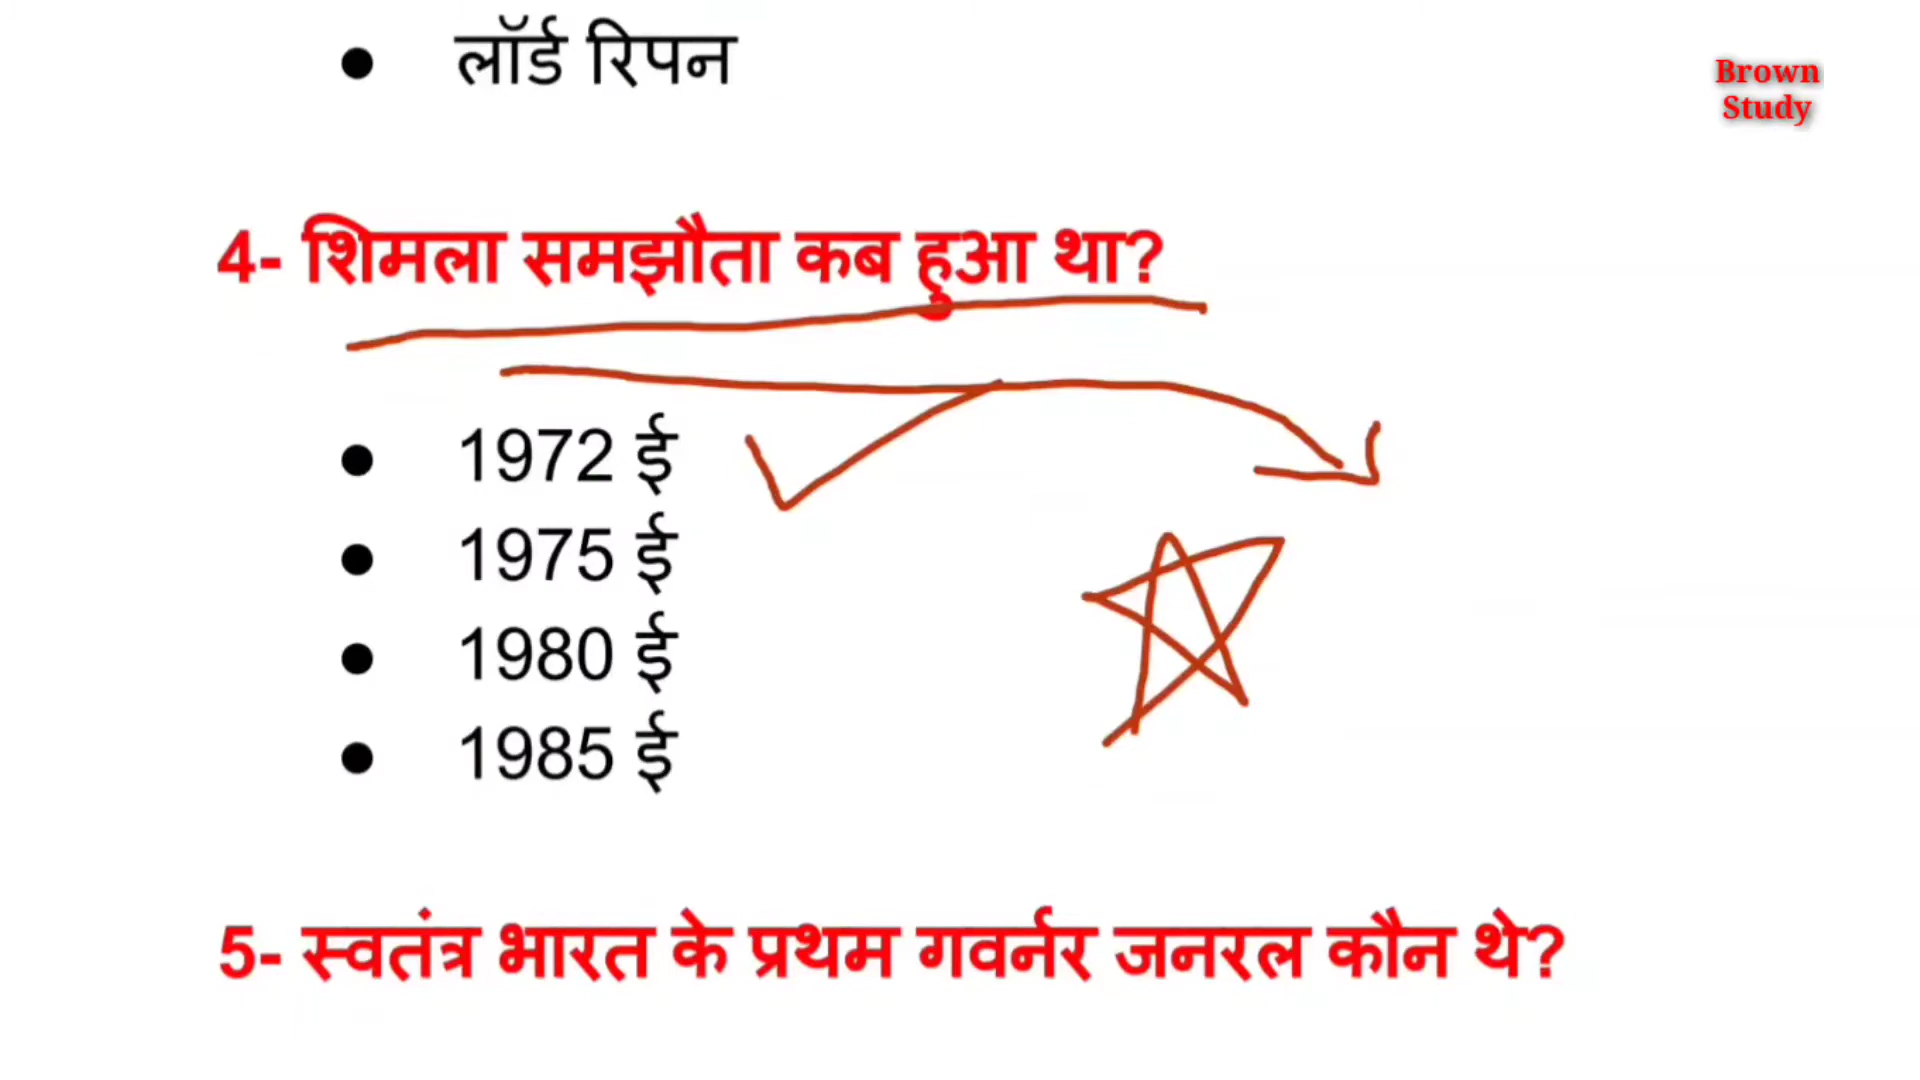 ● लॉर्ड रिपन
Brown
Study
4- शिमला समझौता कब हुआ था?
● 1972 ई
● 1975 ई
● 1980 ई
● 1985 ई
5- स्वतंत्र भारत के प्रथम गवर्नर जनरल कौन थे?